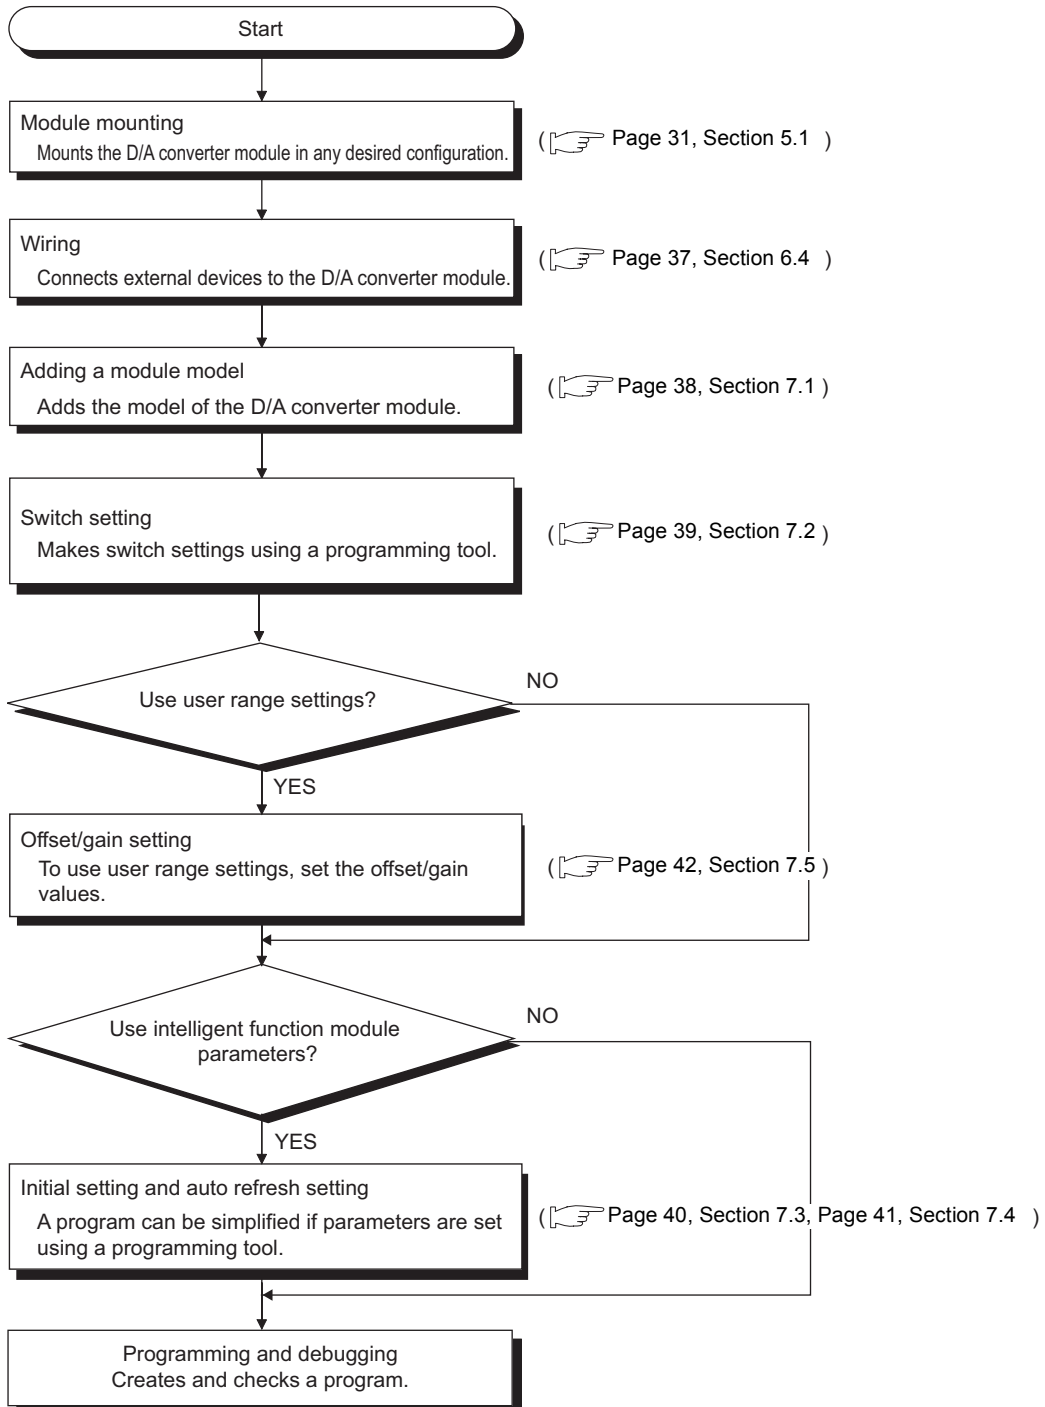 Start
Module mounting
Mounts the D/A converter module in any desired configuration.
( Page 31, Section 5.1 )
Wiring
Connects external devices to the D/A converter module.
( Page 37, Section 6.4 )
Adding a module model
Adds the model of the D/A converter module.
( Page 38, Section 7.1 )
Switch setting
Makes switch settings using a programming tool.
( Page 39, Section 7.2 )
Use user range settings?
NO
YES
Offset/gain setting
To use user range settings, set the offset/gain
values.
( Page 42, Section 7.5 )
Use intelligent function module
parameters?
NO
YES
Initial setting and auto refresh setting
A program can be simplified if parameters are set
using a programming tool.
( Page 40, Section 7.3, Page 41, Section 7.4 )
Programming and debugging
Creates and checks a program.